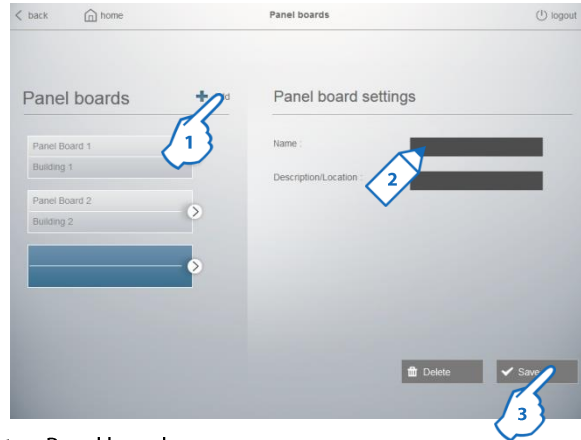 back home Panel boards logout
Panel boards
Panel board settings
1
Panel Board 1
Building 1
Name :
2
Description/Location :
Panel Board 2
Building 2
Delete
Save
3